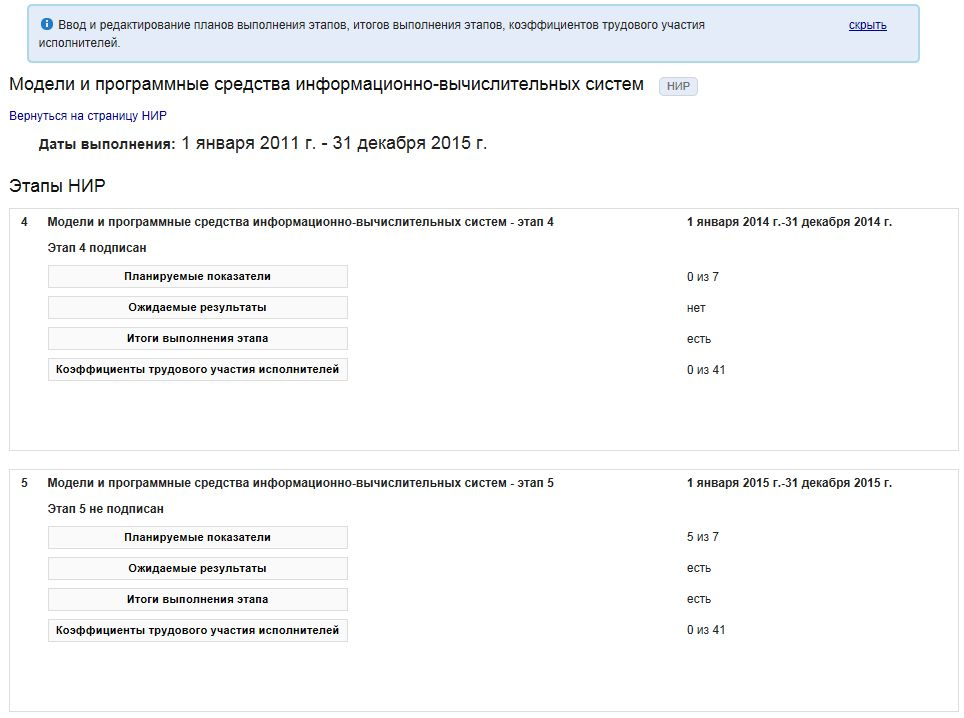 Ввод и редактирование планов выполнения этапов, итогов выполнения этапов, коэффициентов трудового участия скрыть
исполнителей.
Модели и программные средства информационно-вычислительных систем НИР
Вернуться на страницу НИР
Даты выполнения: 1 января 2011 г. - 31 декабря 2015 г.
Этапы НИР
4 Модели и программные средства информационно-вычислительных систем - этап 4 1 января 2014 г.-31 декабря 2014 г.
Этап 4 подписан
Планируемые показатели 0 из 7
Ожидаемые результаты нет
Итоги выполнения этапа есть
Коэффициенты трудового участия исполнителей 0 из 41
5 Модели и программные средства информационно-вычислительных систем - этап 5 1 января 2015 г.-31 декабря 2015 г.
Этап 5 не подписан
Планируемые показатели 5 из 7
Ожидаемые результаты есть
Итоги выполнения этапа есть
Коэффициенты трудового участия исполнителей 0 из 41